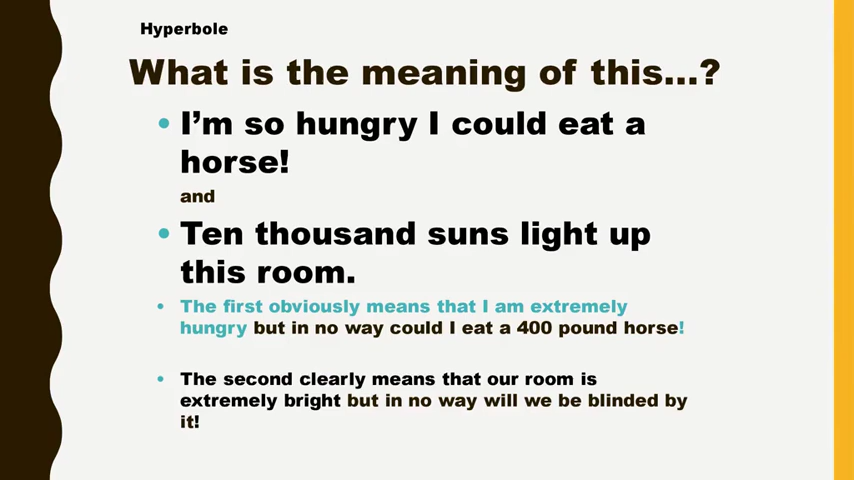 Hyperbole
What is the meaning of this...?
• I’m so hungry I could eat a
horse!
and
• Ten thousand suns light up
this room.
• The first obviously means that I am extremely
hungry but in no way could I eat a 400 pound horse!
• The second clearly means that our room is
extremely bright but in no way will we be blinded by
it!